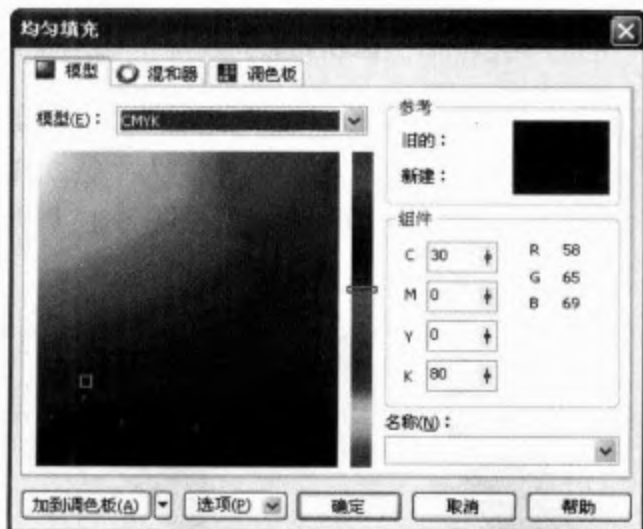 均匀填充
模型 混和器 调色板
模型(E)： CMYK
参考
旧的：
新建：
组件
C 30 R 58
M 0 G 65
Y 0 B 69
K 80
名称(N)：
加到调色板(A) 选项(P) 确定 取消 帮助